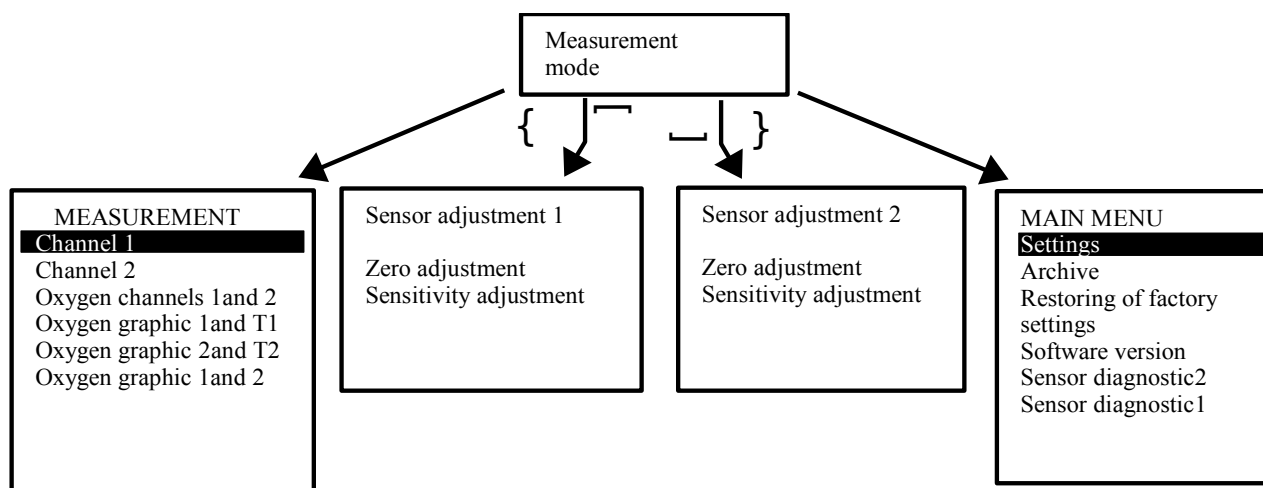 Measurement
mode
{
}
MEASUREMENT
Channel 1
Channel 2
Oxygen channels 1and 2
Oxygen graphic 1and T1
Oxygen graphic 2and T2
Oxygen graphic 1and 2
Sensor adjustment 1
Zero adjustment
Sensitivity adjustment
Sensor adjustment 2
Zero adjustment
Sensitivity adjustment
MAIN MENU
Settings
Archive
Restoring of factory
settings
Software version
Sensor diagnostic2
Sensor diagnostic1